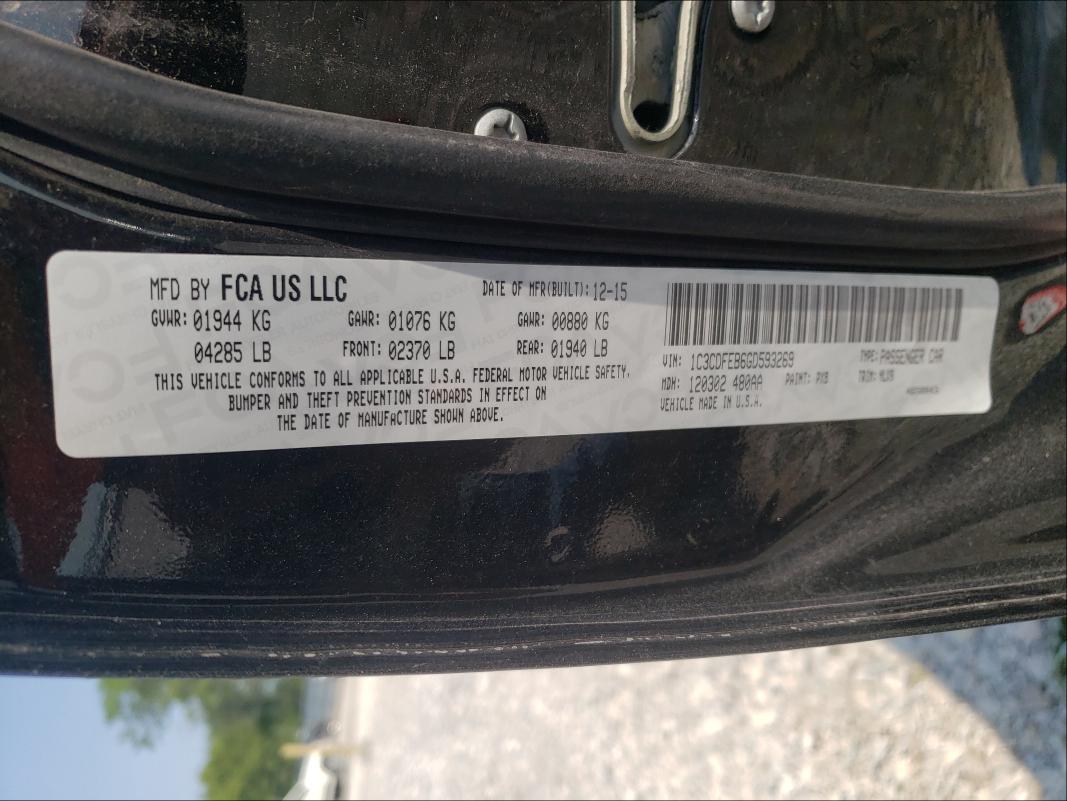 MFD BY FCA US LLC DATE OF MFR(BUILT): 12-15
GVWR: 01944 KG GAWR: 01076 KG GAWR: 00880 KG
04285 LB FRONT: 02370 LB REAR: 01940 LB
THIS VEHICLE CONFORMS TO ALL APPLICABLE U.S.A. FEDERAL MOTOR VEHICLE SAFETY,
BUMPER AND THEFT PREVENTION STANDARDS IN EFFECT ON
THE DATE OF MANUFACTURE SHOWN ABOVE.
VIN: 1C3CDFEB6GD593269 TYPE: PASSENGER CAR
MDH: 120302 480AA PAINT: PX8 TRIM: MLX9
VEHICLE MADE IN U.S.A.